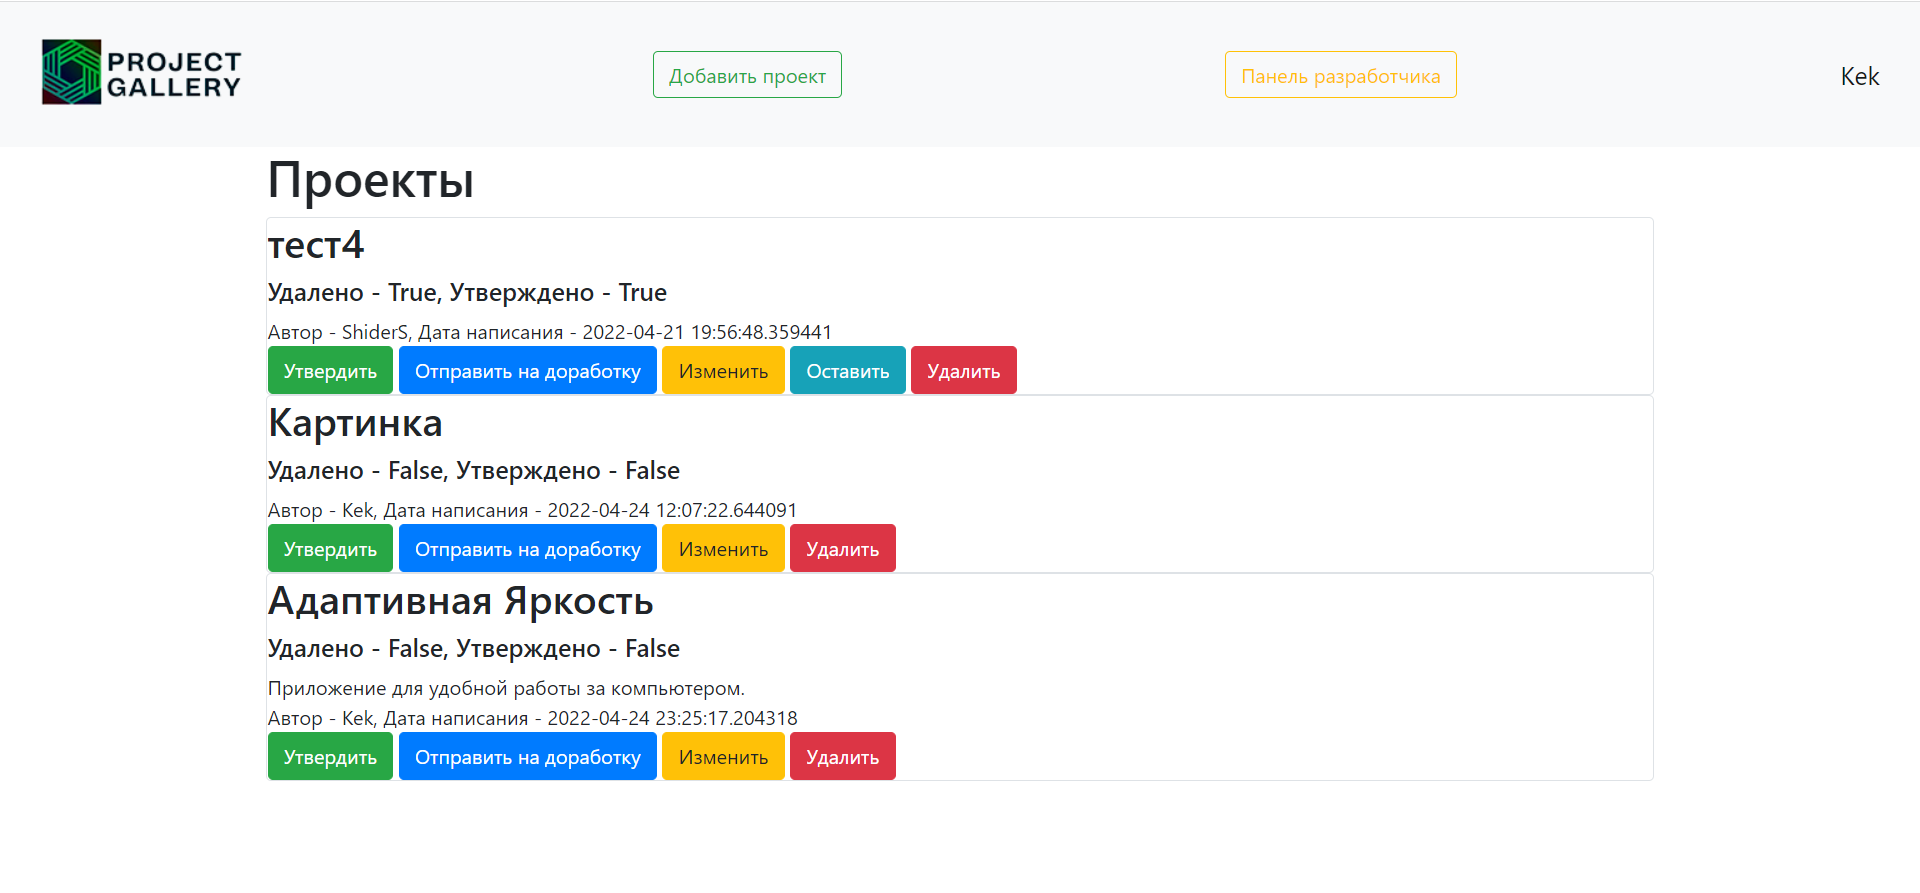 PROJECT
GALLERY
Добавить проект
Панель разработчика
Kek
Проекты
тест4
Удалено - True, Утверждено - True
Автор - ShiderS, Дата написания - 2022-04-21 19:56:48.359441
Утвердить Отправить на доработку Изменить Оставить Удалить
Картинка
Удалено - False, Утверждено - False
Автор - Kek, Дата написания - 2022-04-24 12:07:22.644091
Утвердить Отправить на доработку Изменить Удалить
Адаптивная Яркость
Удалено - False, Утверждено - False
Приложение для удобной работы за компьютером.
Автор - Kek, Дата написания - 2022-04-24 23:25:17.204318
Утвердить Отправить на доработку Изменить Удалить